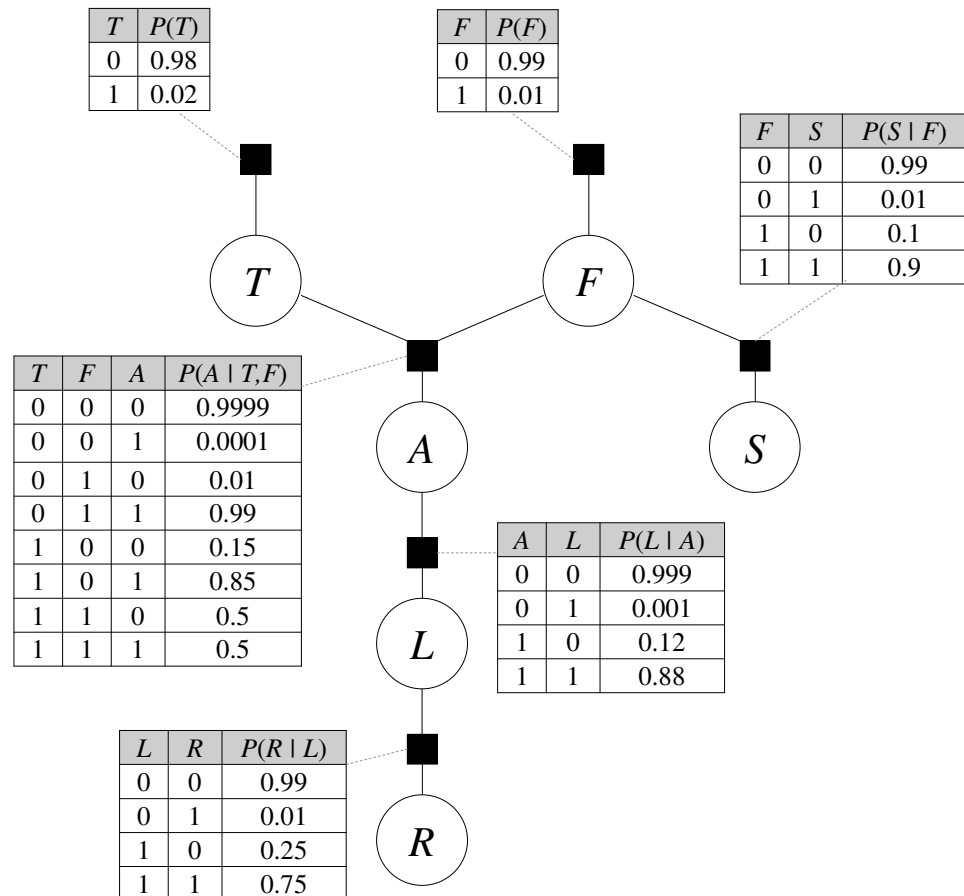 T P(T)
0 0.98
1 0.02
F P(F)
0 0.99
1 0.01
F S P(S | F)
0 0 0.99
0 1 0.01
1 0 0.1
1 1 0.9
T
F
T F A P(A | T,F)
0 0 0 0.9999
0 0 1 0.0001
0 1 0 0.01
0 1 1 0.99
1 0 0 0.15
1 0 1 0.85
1 1 0 0.5
1 1 1 0.5
A
S
A L P(L | A)
0 0 0.999
0 1 0.001
1 0 0.12
1 1 0.88
L
L R P(R | L)
0 0 0.99
0 1 0.01
1 0 0.25
1 1 0.75
R